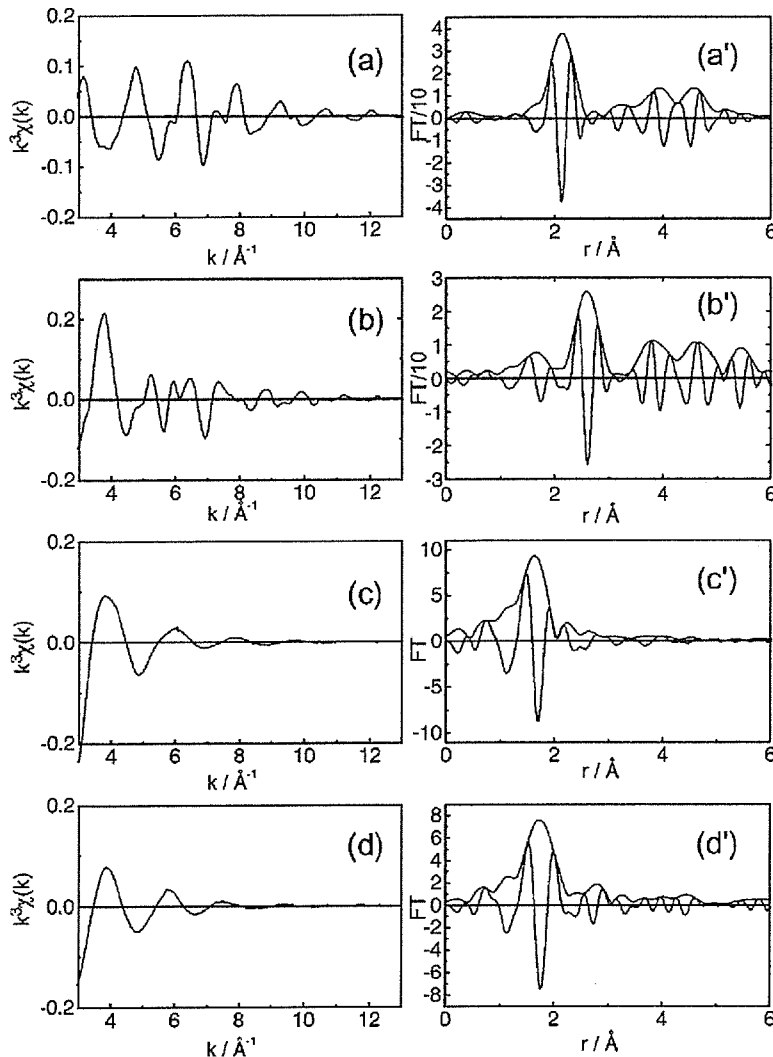 (a)
k³χ(k)
0.2
0.1
0.0
-0.1
-0.2
4 6 8 10 12
k / Å⁻¹
(a')
FT/10
4
3
2
1
0
-1
-2
-3
-4
0 2 4 6
r / Å
(b)
k³χ(k)
0.2
0.0
-0.2
4 6 8 10 12
k / Å⁻¹
(b')
FT/10
3
2
1
0
-1
-2
-3
0 2 4 6
r / Å
(c)
k³χ(k)
0.2
0.0
-0.2
4 6 8 10 12
k / Å⁻¹
(c')
FT
10
5
0
-5
-10
0 2 4 6
r / Å
(d)
k³χ(k)
0.2
0.0
-0.2
4 6 8 10 12
k / Å⁻¹
(d')
FT
8
6
4
2
0
-2
-4
-6
-8
0 2 4 6
r / Å